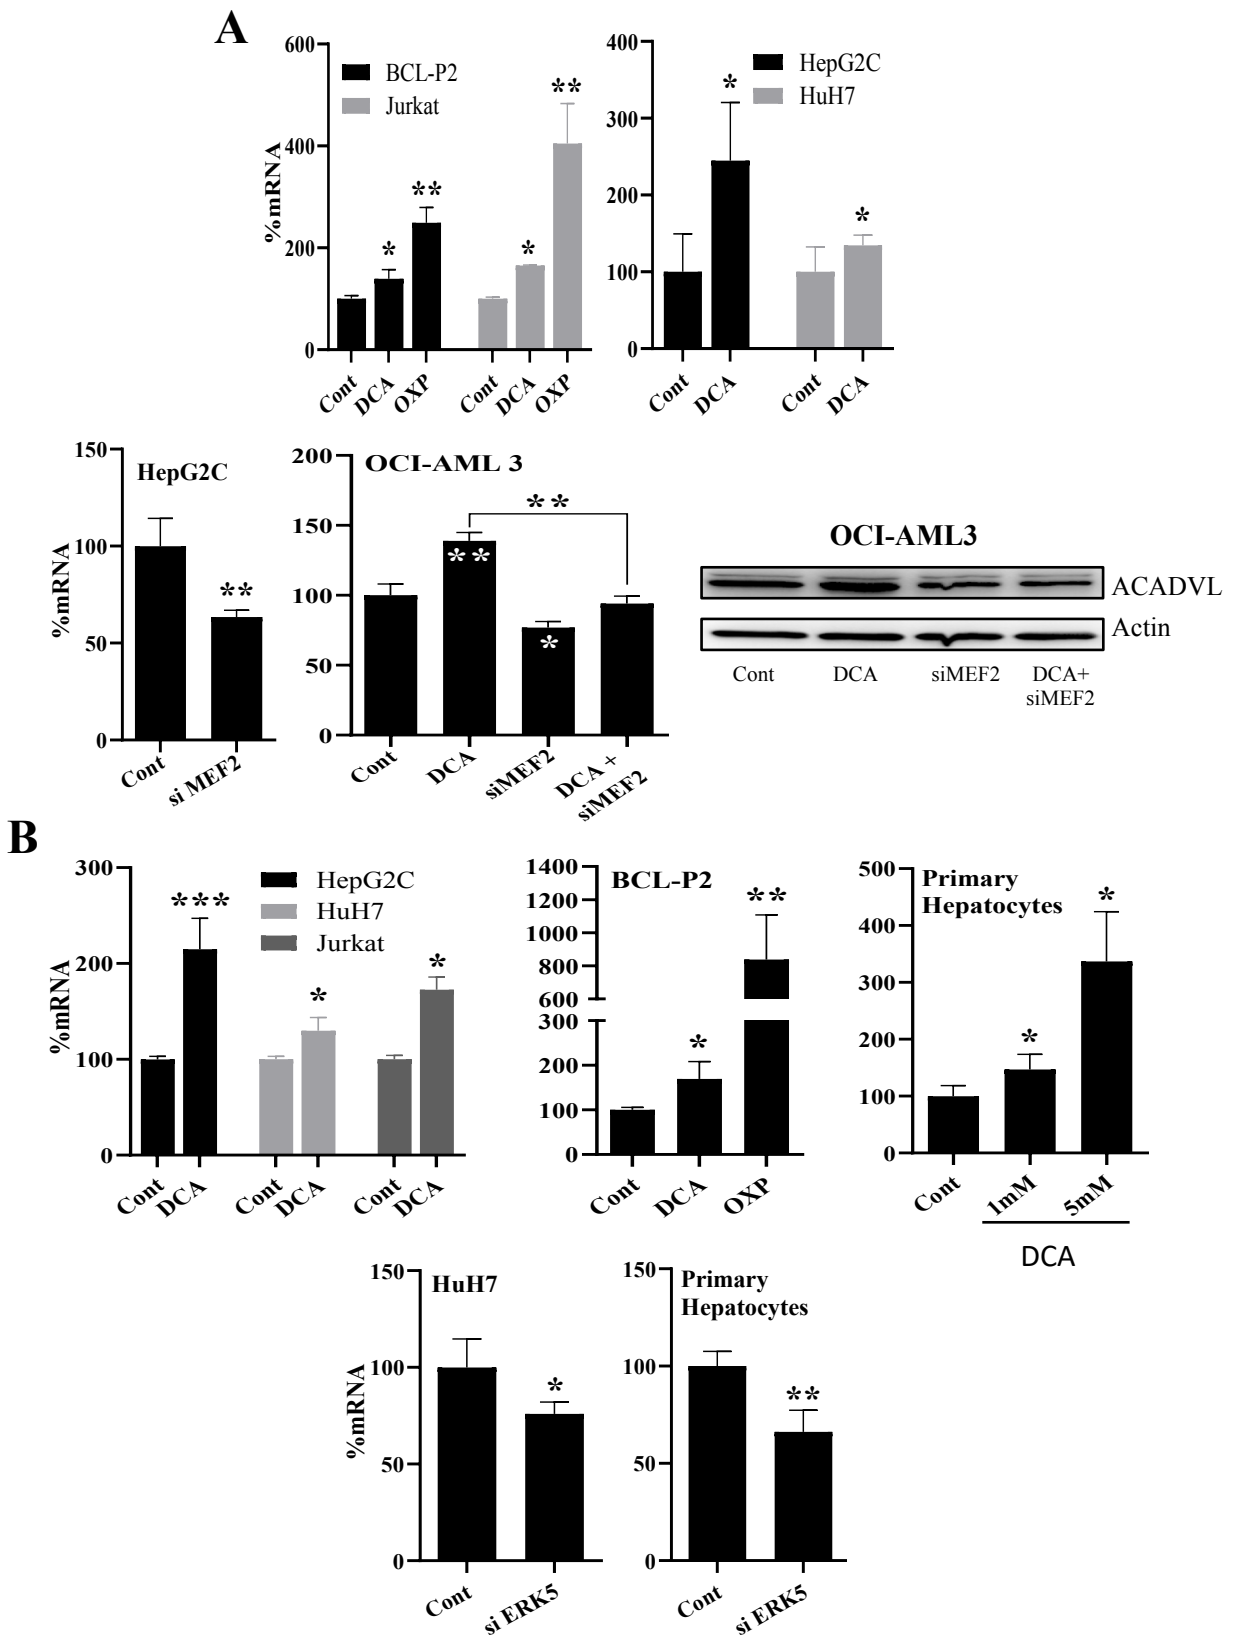 A
600
400
200
0
%mRNA
BCL-P2
Jurkat
*
**
*
**
Cont
DCA
OXP
Cont
DCA
OXP
400
300
200
100
0
HepG2C
HuH7
*
*
Cont
DCA
Cont
DCA
150
100
50
0
%mRNA
HepG2C
**
Cont
si MEF2
200
150
100
50
0
OCI-AML 3
**
**
*
Cont
DCA
siMEF2
DCA +
siMEF2
OCI-AML3
ACADVL
Actin
Cont
DCA
siMEF2
DCA+
siMEF2
B
300
200
100
0
%mRNA
HepG2C
HuH7
Jurkat
***
*
*
Cont
DCA
Cont
DCA
Cont
DCA
1400
1200
1000
800
600
300
200
100
0
BCL-P2
*
**
Cont
DCA
OXP
500
400
300
200
100
0
Primary
Hepatocytes
*
*
Cont
1mM
5mM
DCA
150
100
50
0
%mRNA
HuH7
*
Cont
si ERK5
150
100
50
0
Primary
Hepatocytes
**
Cont
si ERK5